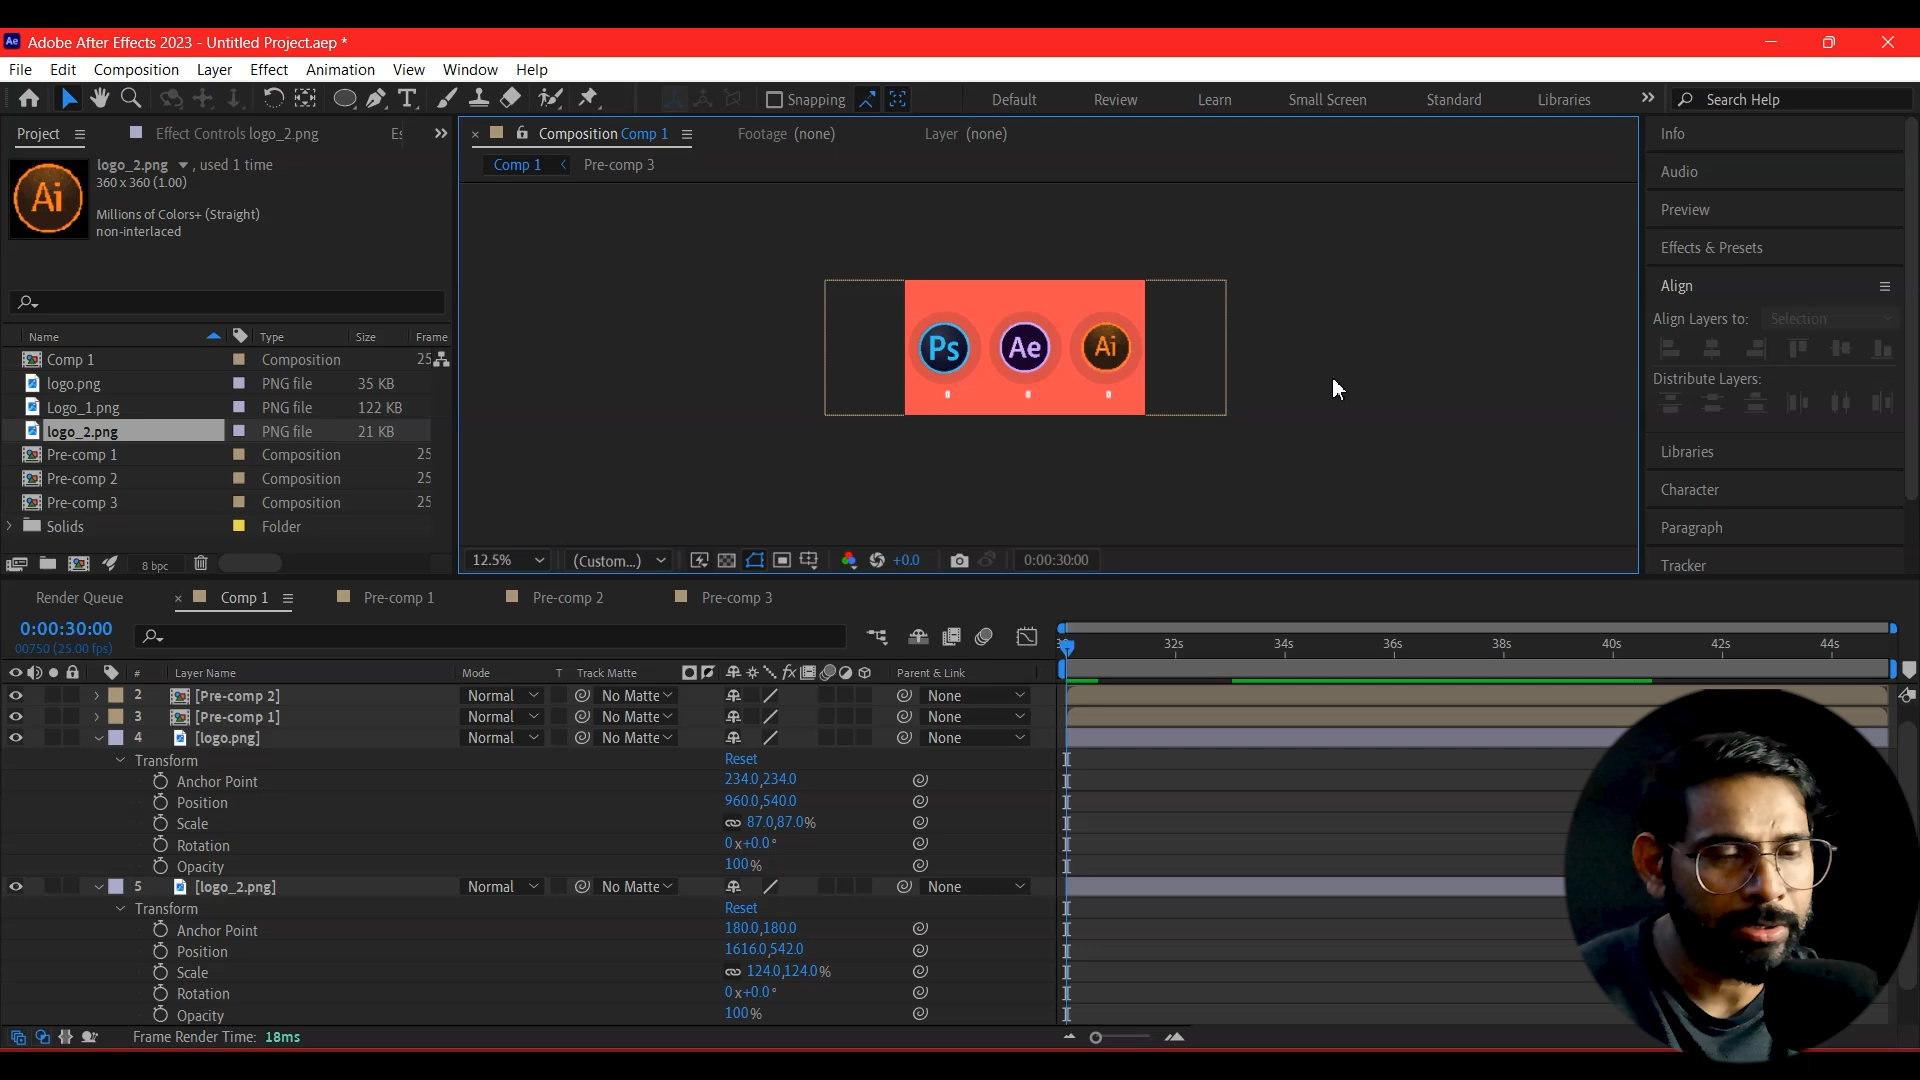 Ae Adobe After Effects 2023 - Untitled Project.aep *
File Edit Composition Layer Effect Animation View Window Help
Snapping Default Review Learn Small Screen Standard Libraries Search Help
Project Effect Controls logo_2.png Es
Composition Comp 1 Footage (none) Layer (none)
Comp 1 Pre-comp 3
logo_2.png , used 1 time
360 x 360 (1.00)
Millions of Colors+ (Straight)
non-interlaced
Ai
Name Type Size Frame
Comp 1 Composition 25
logo.png PNG file 35 KB
Logo_1.png PNG file 122 KB
logo_2.png PNG file 21 KB
Pre-comp 1 Composition 25
Pre-comp 2 Composition 25
Pre-comp 3 Composition 25
Solids Folder
8 bpc
Ps Ae Ai
0 0 0
12.5% (Custom...) +0.0 0:00:30:00
Info
Audio
Preview
Effects & Presets
Align
Align Layers to: Selection
Distribute Layers:
Libraries
Character
Paragraph
Tracker
Render Queue Comp 1 Pre-comp 1 Pre-comp 2 Pre-comp 3
0:00:30:00
00750 (25.00 fps)
32s 34s 36s 38s 40s 42s 44s
# Layer Name Mode T Track Matte fx Parent & Link
2 [Pre-comp 2] Normal No Matte None
3 [Pre-comp 1] Normal No Matte None
4 [logo.png] Normal No Matte None
Transform Reset
Anchor Point 234.0,234.0
Position 960.0,540.0
Scale 87.0,87.0%
Rotation 0x+0.0°
Opacity 100%
5 [logo_2.png] Normal No Matte None
Transform Reset
Anchor Point 180.0,180.0
Position 1616.0,542.0
Scale 124.0,124.0%
Rotation 0x+0.0°
Opacity 100%
Frame Render Time: 18ms